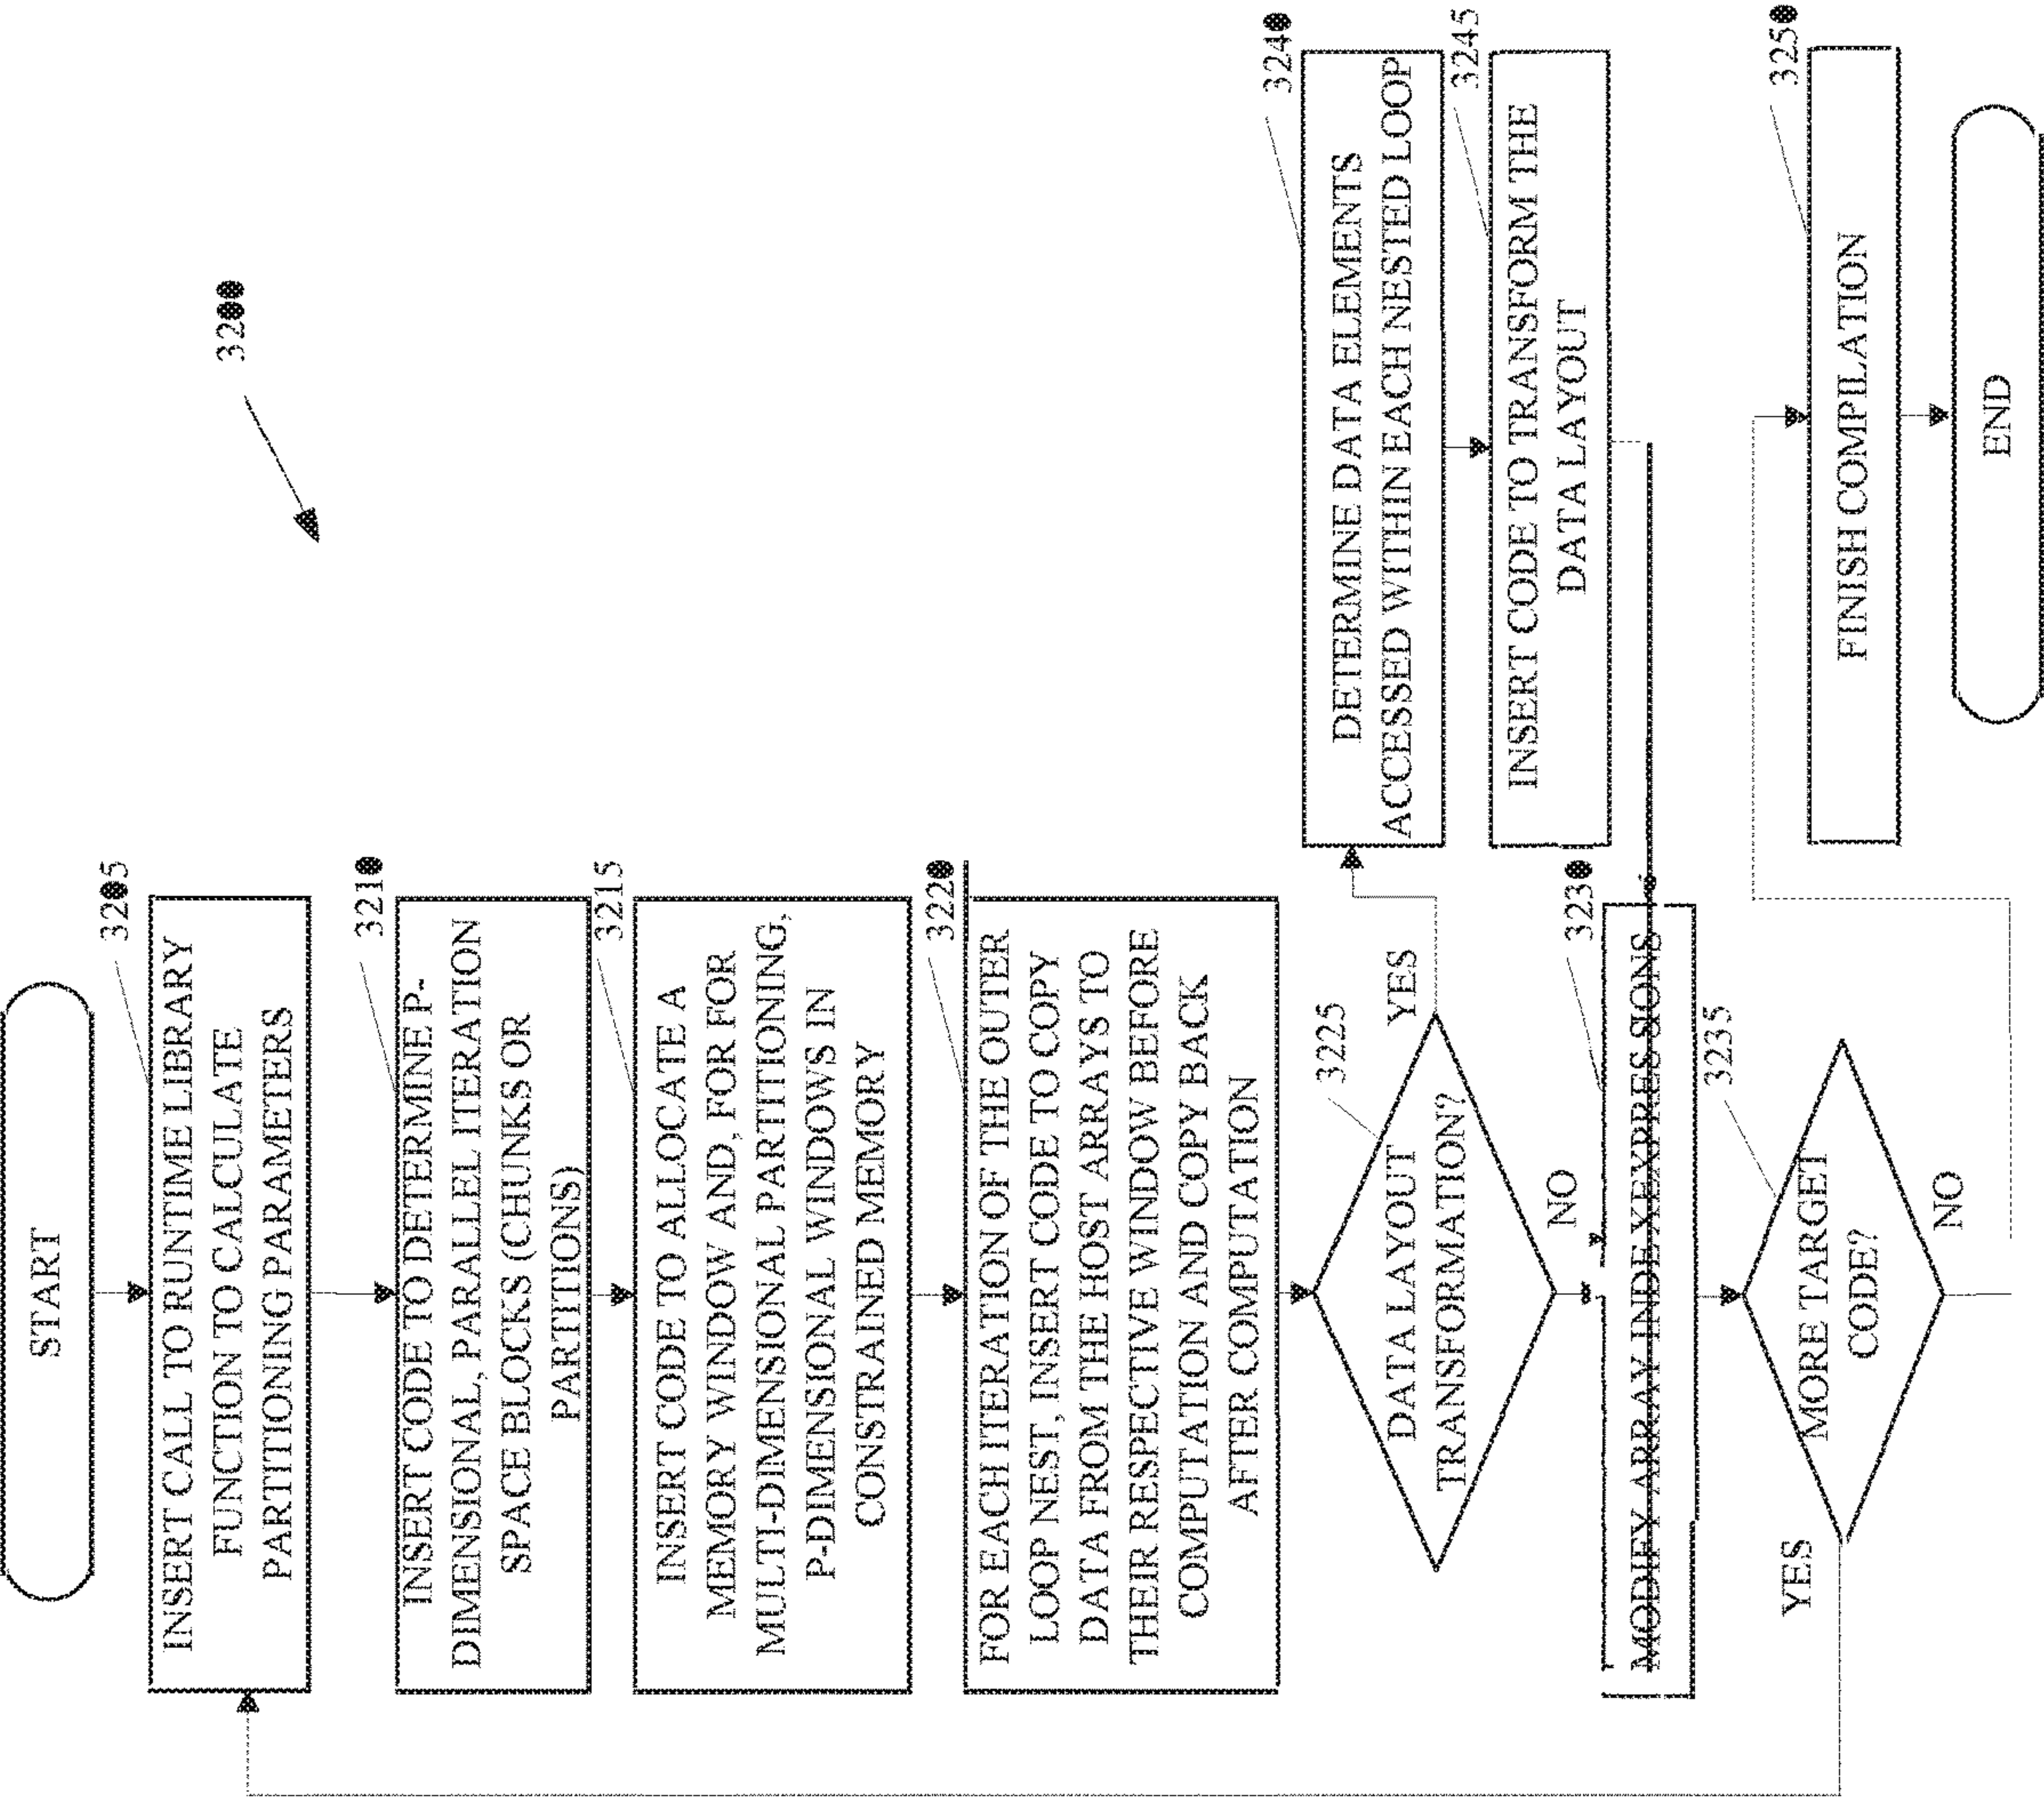 3200
START
3205
INSERT CALL TO RUNTIME LIBRARY
FUNCTION TO CALCULATE
PARTITIONING PARAMETERS
3210
INSERT CODE TO DETERMINE P-
DIMENSIONAL, PARALLEL ITERATION
SPACE BLOCKS (CHUNKS OR
PARTITIONS)
3215
INSERT CODE TO ALLOCATE A
MEMORY WINDOW AND, FOR FOR
MULTI-DIMENSIONAL PARTITIONING,
P-DIMENSIONAL WINDOWS IN
CONSTRAINED MEMORY
3220
FOR EACH ITERATION OF THE OUTER
LOOP NEST, INSERT CODE TO COPY
DATA FROM THE HOST ARRAYS TO
THEIR RESPECTIVE WINDOW BEFORE
COMPUTATION AND COPY BACK
AFTER COMPUTATION
3225
DATA LAYOUT
TRANSFORMATION?
YES
NO
3240
DETERMINE DATA ELEMENTS
ACCESSED WITHIN EACH NESTED LOOP
3245
INSERT CODE TO TRANSFORM THE
DATA LAYOUT
3230
MODIFY ARRAY INDEXEXPRESSIONS
3235
MORE TARGET
CODE?
YES
NO
3250
FINISH COMPILATION
END